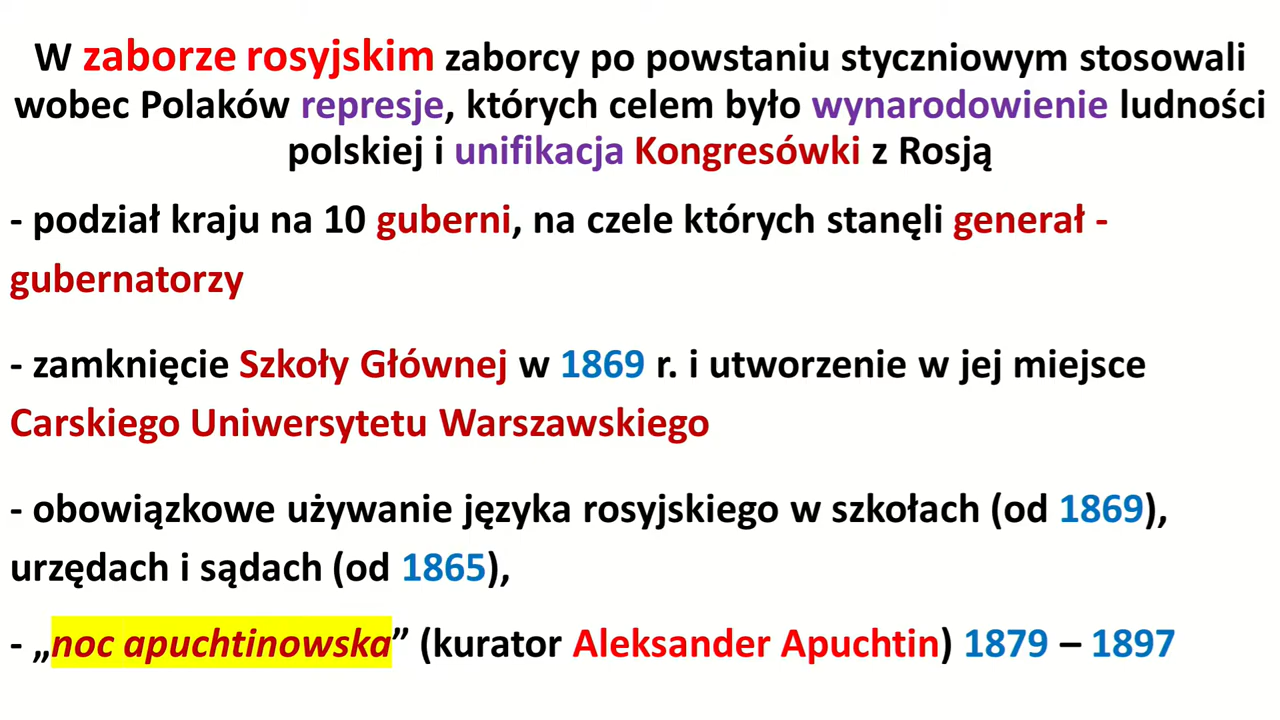 W zaborze rosyjskim zaborcy po powstaniu styczniowym stosowali
wobec Polaków represje, których celem było wynarodowienie ludności
polskiej i unifikacja Kongresówki z Rosją
- podział kraju na 10 guberni, na czele których stanęli generał -
gubernatorzy
- zamknięcie Szkoły Głównej w 1869 r. i utworzenie w jej miejsce
Carskiego Uniwersytetu Warszawskiego
- obowiązkowe używanie języka rosyjskiego w szkołach (od 1869),
urzędach i sądach (od 1865),
- „noc apuchtinowska” (kurator Aleksander Apuchtin) 1879 – 1897